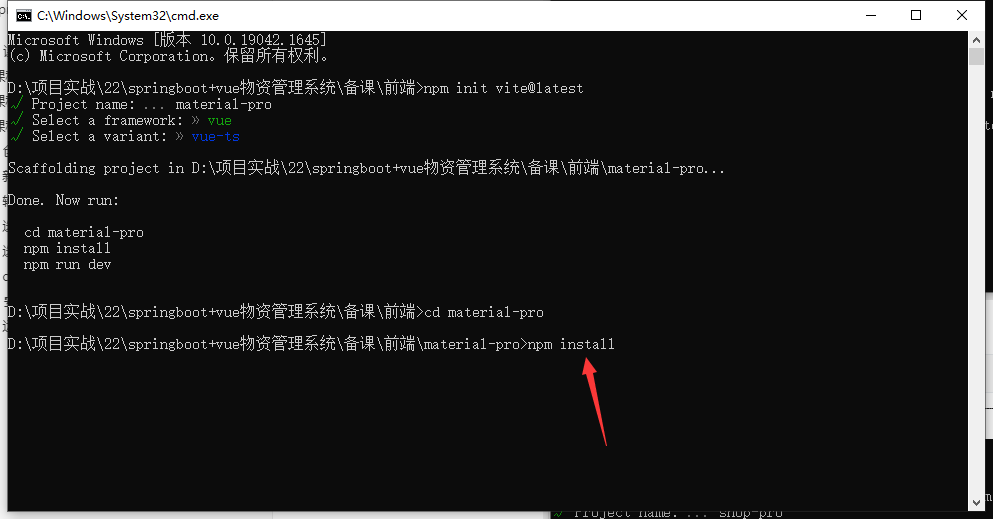 C:\Windows\System32\cmd.exe
Microsoft Windows [版本 10.0.19042.1645]
(c) Microsoft Corporation。保留所有权利。
D:\项目实战\22\springboot+vue物资管理系统\备课\前端>npm init vite@latest
√ Project name: ... material-pro
√ Select a framework: » vue
√ Select a variant: » vue-ts
Scaffolding project in D:\项目实战\22\springboot+vue物资管理系统\备课\前端\material-pro...
Done. Now run:
cd material-pro
npm install
npm run dev
D:\项目实战\22\springboot+vue物资管理系统\备课\前端>cd material-pro
D:\项目实战\22\springboot+vue物资管理系统\备课\前端\material-pro>npm install
√ Project name: ... shop-pro